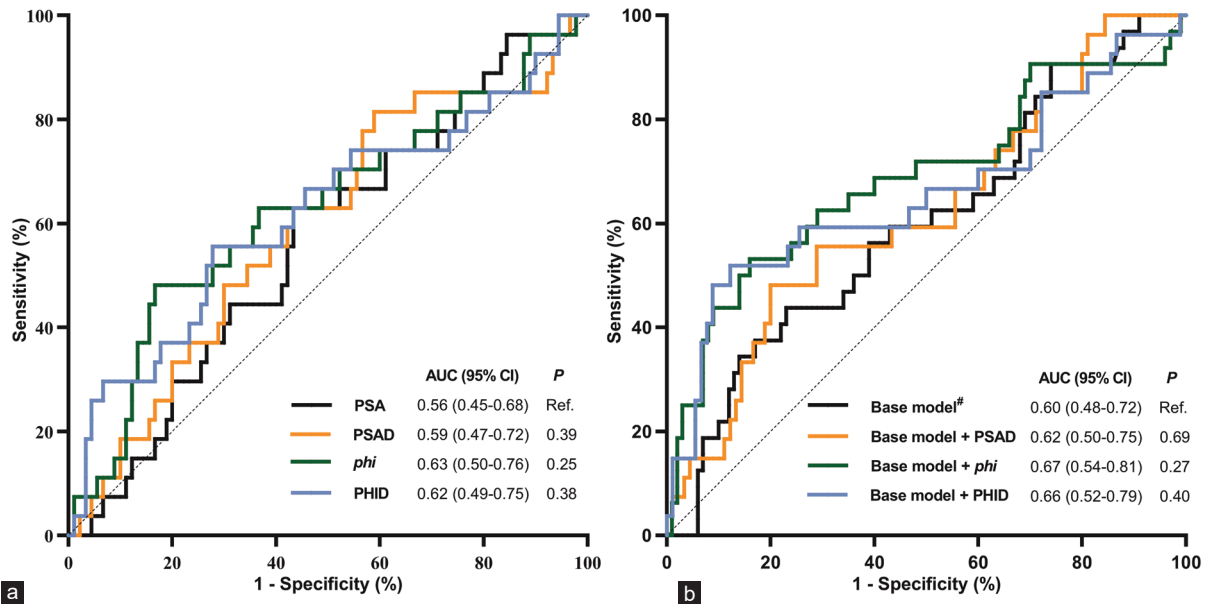 100
80
60
40
20
0
Sensitivity (%)
0 20 40 60 80 100
1 - Specificity (%)
AUC (95% CI) P
PSA 0.56 (0.45-0.68) Ref.
PSAD 0.59 (0.47-0.72) 0.39
phi 0.63 (0.50-0.76) 0.25
PHID 0.62 (0.49-0.75) 0.38
a
100
80
60
40
20
0
Sensitivity (%)
0 20 40 60 80 100
1 - Specificity (%)
AUC (95% CI) P
Base model# 0.60 (0.48-0.72) Ref.
Base model + PSAD 0.62 (0.50-0.75) 0.69
Base model + phi 0.67 (0.54-0.81) 0.27
Base model + PHID 0.66 (0.52-0.79) 0.40
b